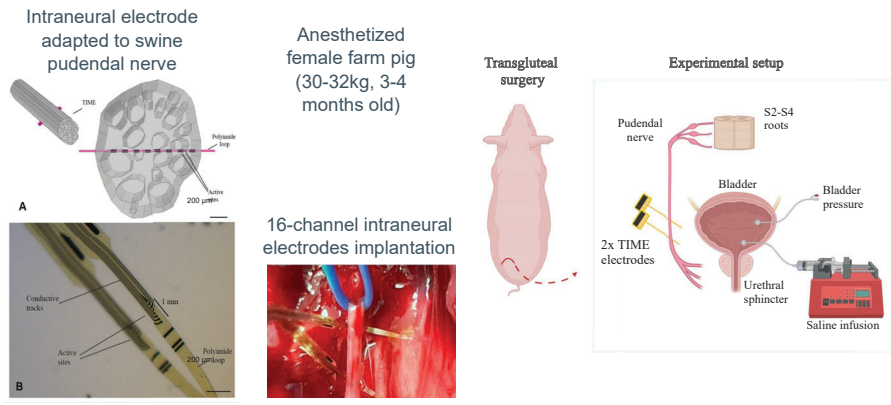 Intraneural electrode
adapted to swine
pudendal nerve
TIME
Polyimide
loop
Active
sites
200 µm
A
Conductive
tracks
1 mm
Active
sites
Polyimide
loop
200 µm
B
Anesthetized
female farm pig
(30-32kg, 3-4
months old)
16-channel intraneural
electrodes implantation
Transgluteal
surgery
Experimental setup
Pudendal
nerve
S2-S4
roots
Bladder
Bladder
pressure
2x TIME
electrodes
Urethral
sphincter
Saline infusion